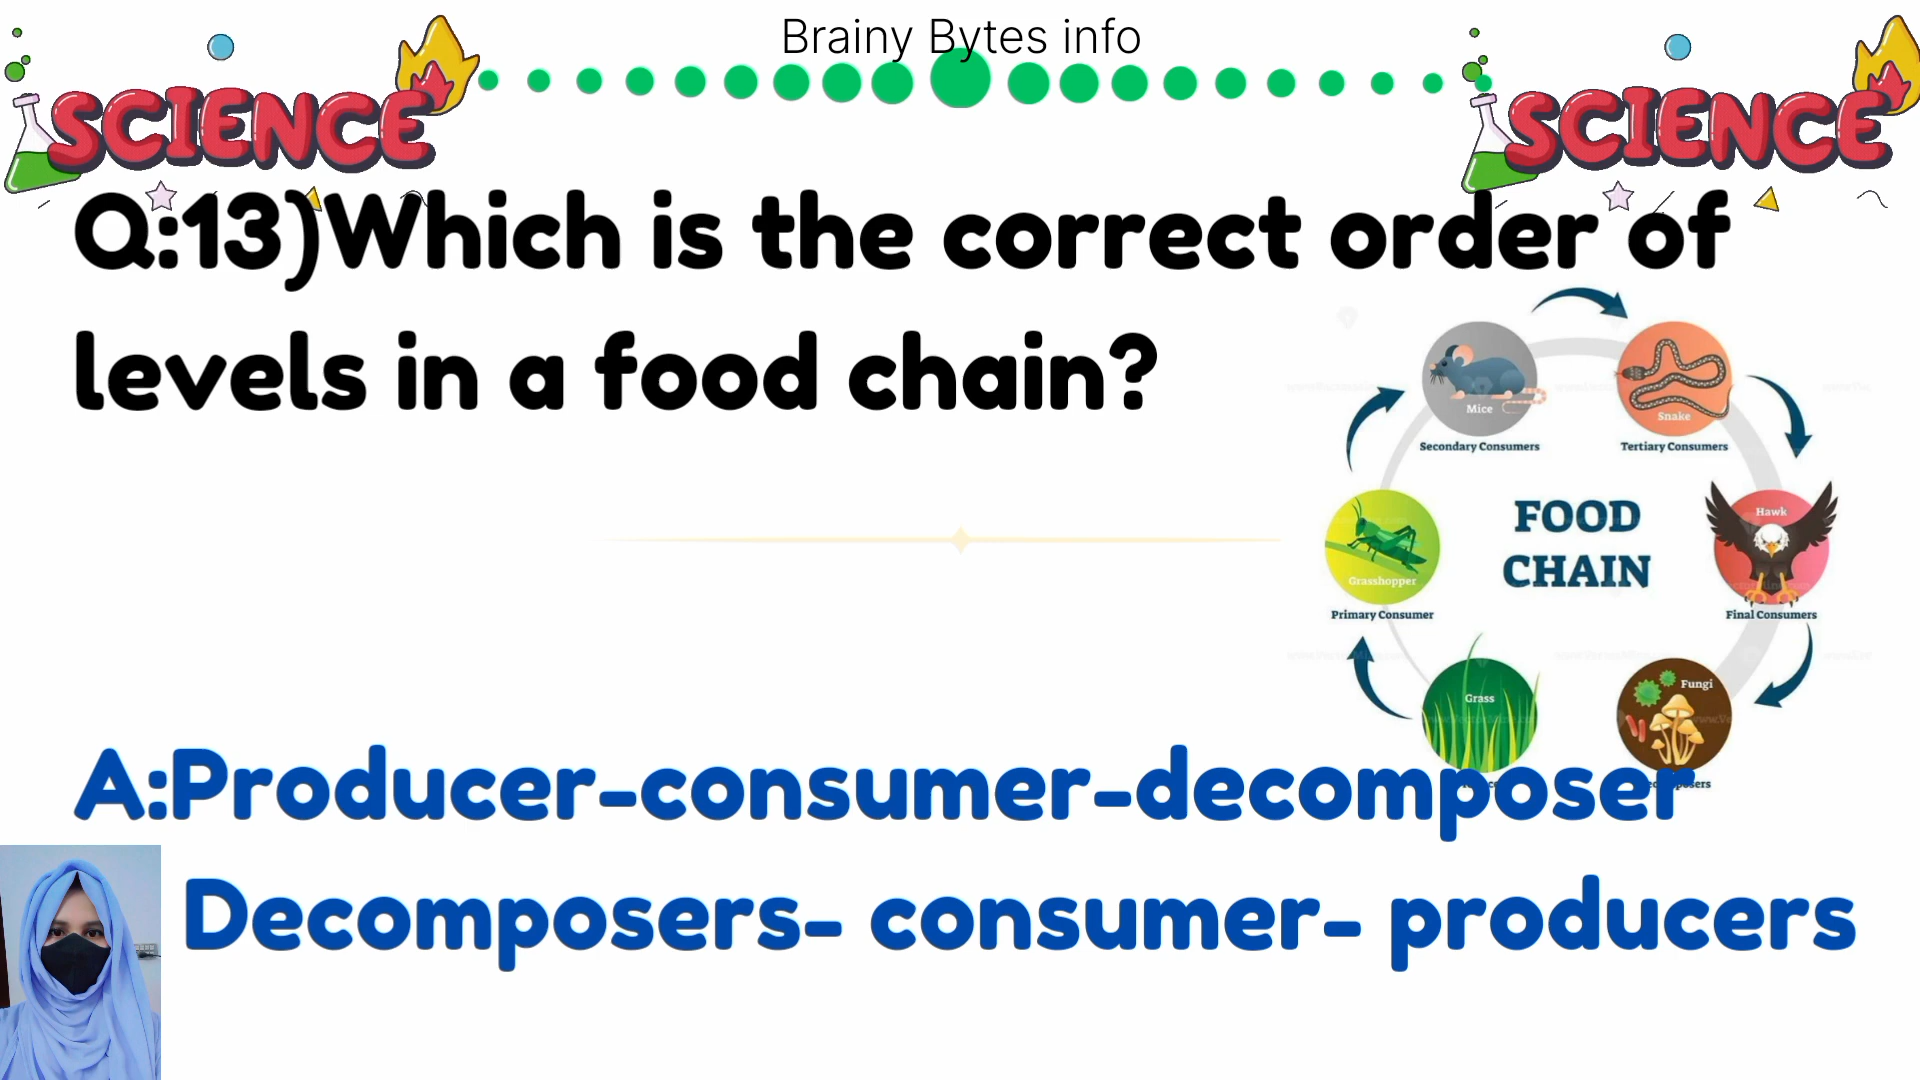 Brainy Bytes info
SCIENCE
SCIENCE
Q:13)Which is the correct order of
levels in a food chain?
Mice
Secondary Consumers
Snake
Tertiary Consumers
FOOD
CHAIN
Grasshopper
Primary Consumer
Hawk
Final Consumers
Grass
Fungi
A:Producer-consumer-decomposer
Decomposers- consumer- producers